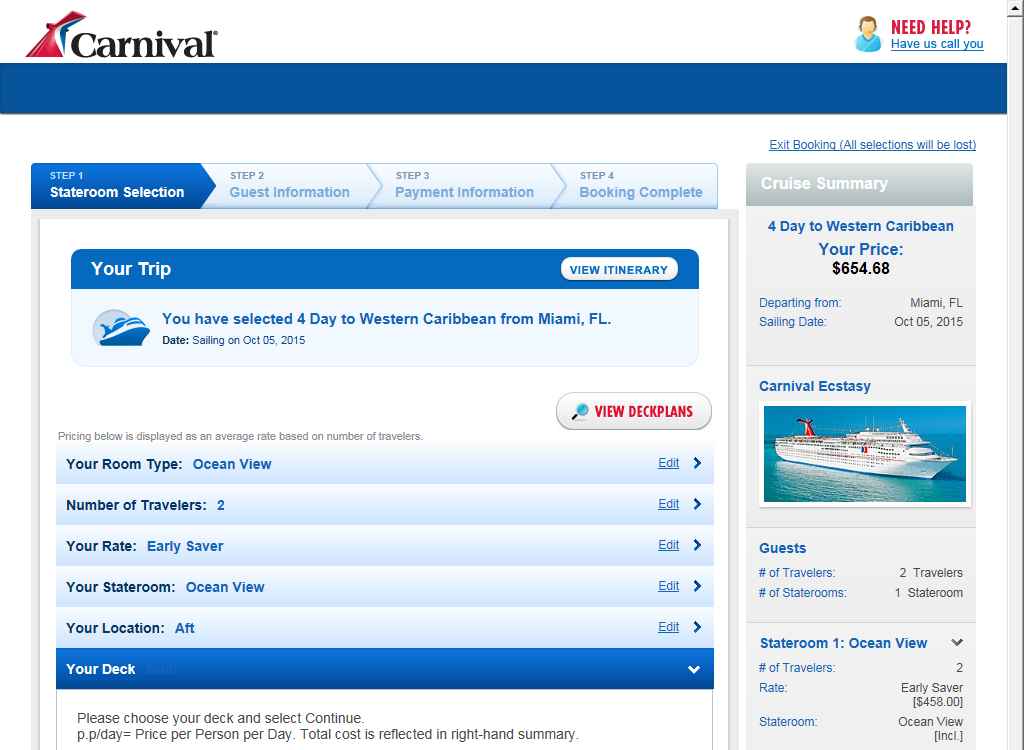 Carnival
NEED HELP?
Have us call you
Exit Booking (All selections will be lost)
STEP 1
Stateroom Selection
STEP 2
Guest Information
STEP 3
Payment Information
STEP 4
Booking Complete
Your Trip
VIEW ITINERARY
You have selected 4 Day to Western Caribbean from Miami, FL.
Date: Sailing on Oct 05, 2015
VIEW DECKPLANS
Pricing below is displayed as an average rate based on number of travelers.
Your Room Type: Ocean View Edit
Number of Travelers: 2 Edit
Your Rate: Early Saver Edit
Your Stateroom: Ocean View Edit
Your Location: Aft Edit
Your Deck
Please choose your deck and select Continue.
p.p/day= Price per Person per Day. Total cost is reflected in right-hand summary.
Cruise Summary
4 Day to Western Caribbean
Your Price:
$654.68
Departing from: Miami, FL
Sailing Date: Oct 05, 2015
Carnival Ecstasy
Guests
# of Travelers: 2 Travelers
# of Staterooms: 1 Stateroom
Stateroom 1: Ocean View
# of Travelers: 2
Rate: Early Saver
[$458.00]
Stateroom: Ocean View
[Incl.]